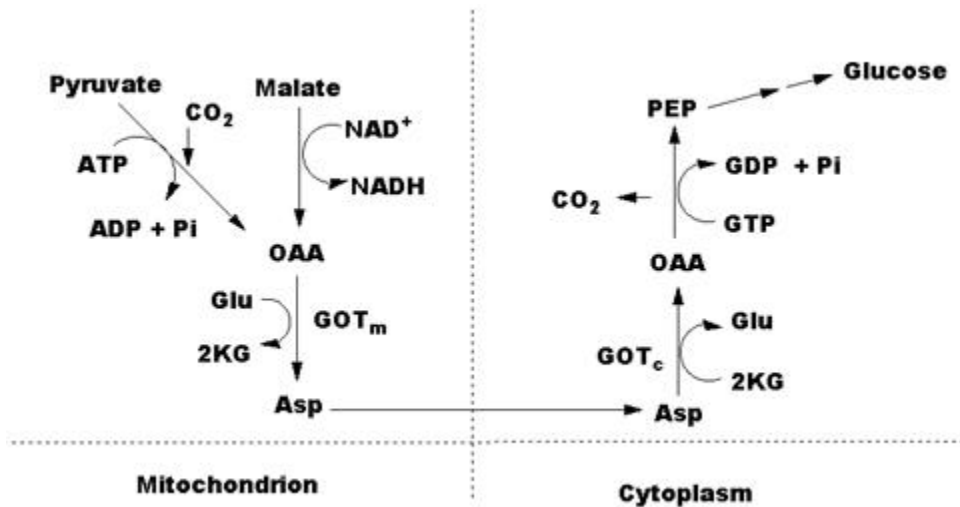 Pyruvate
Malate
CO₂
NAD⁺
ATP
NADH
ADP + Pi
OAA
Glu
GOTₘ
2KG
Asp
Mitochondrion
Glucose
PEP
GDP + Pi
CO₂
GTP
OAA
Glu
GOT꜀
2KG
Asp
Cytoplasm